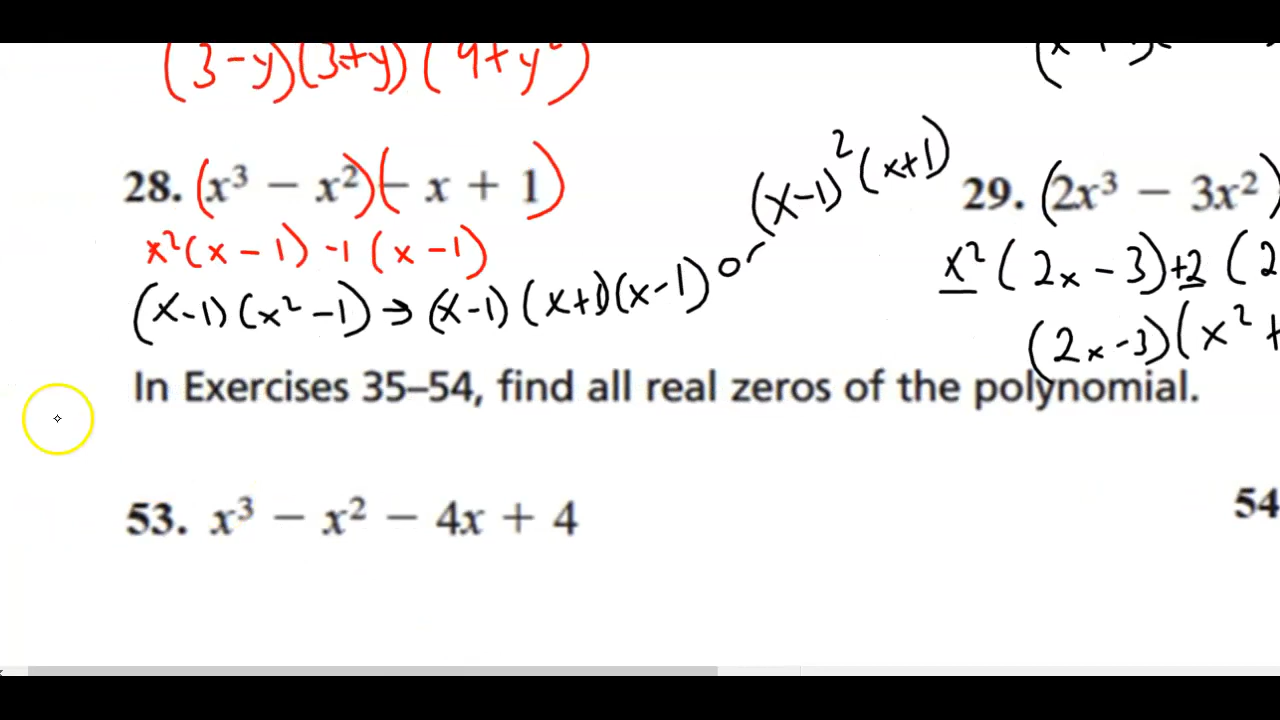 (3-y)(3+y)(9+y²)
28. (x³ − x²)(− x + 1)
x²(x − 1) -1 (x − 1)
(x-1)(x²-1) → (x-1)(x+1)(x-1) or (x-1)²(x+1)
29. (2x³ − 3x²)
x²(2x-3)+2(2
(2x-3)(x²+
In Exercises 35–54, find all real zeros of the polynomial.
53. x³ − x² − 4x + 4
54